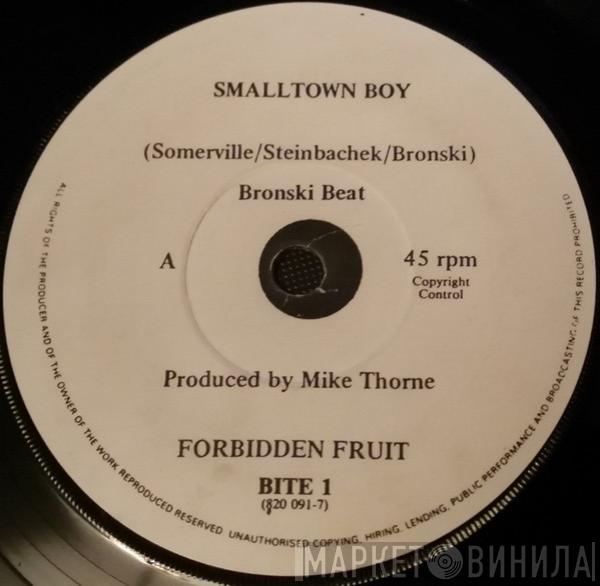 SMALLTOWN BOY
(Somerville/Steinbachek/Bronski)
Bronski Beat
A
45 rpm
Copyright
Control
Produced by Mike Thorne
FORBIDDEN FRUIT
BITE 1
(820 091-7)
ALL RIGHTS OF THE PRODUCER AND OF THE OWNER OF THE WORK REPRODUCED RESERVED UNAUTHORISED COPYING, HIRING, LENDING, PUBLIC PERFORMANCE AND BROADCASTING OF THIS RECORD PROHIBITED
МАРКЕТ ВИНИЛА